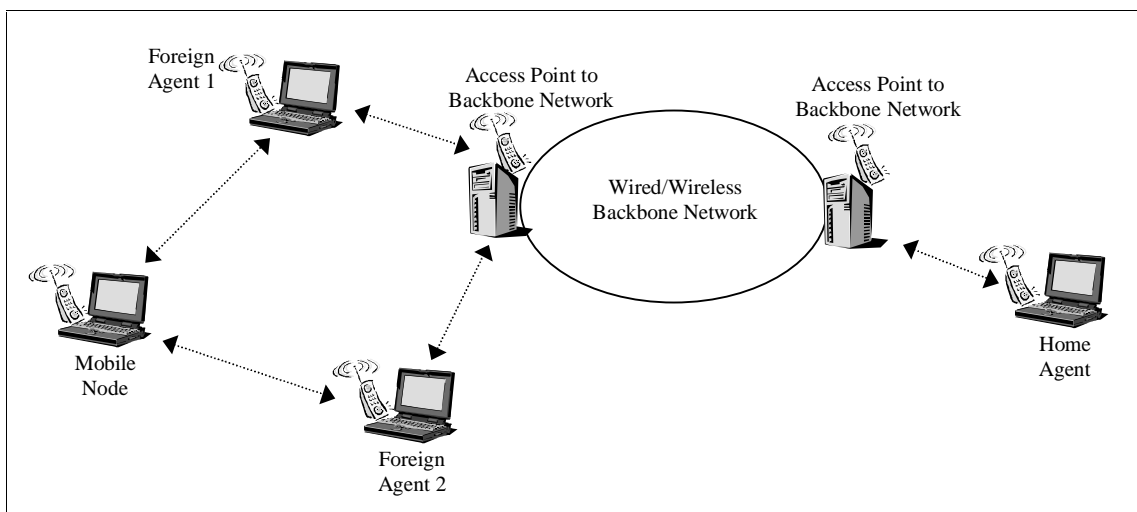 Foreign
Agent 1
Access Point to
Backbone Network
Access Point to
Backbone Network
Wired/Wireless
Backbone Network
Mobile
Node
Home
Agent
Foreign
Agent 2